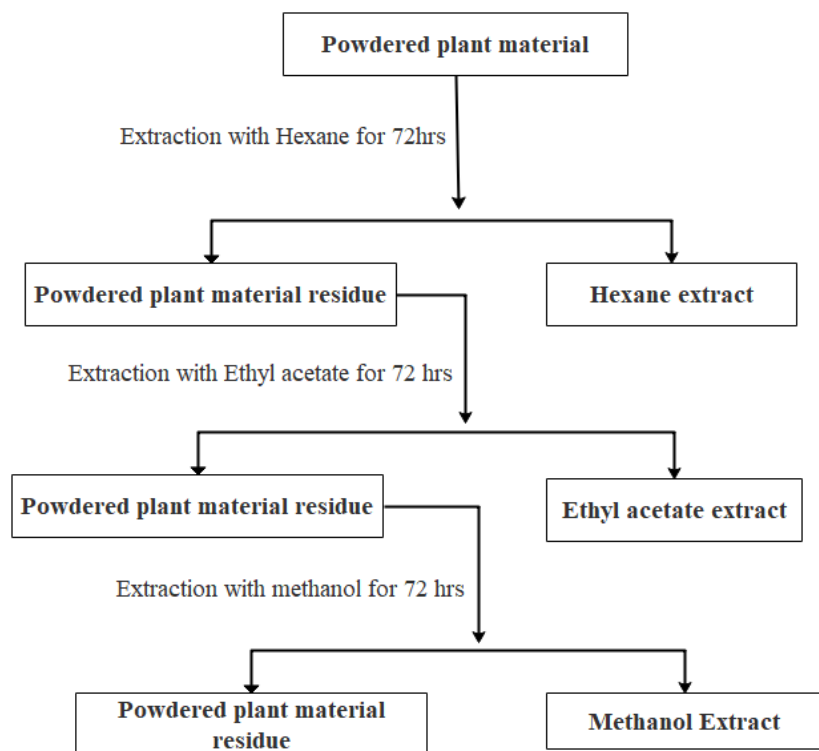 Powdered plant material
Extraction with Hexane for 72hrs
Powdered plant material residue
Hexane extract
Extraction with Ethyl acetate for 72 hrs
Powdered plant material residue
Ethyl acetate extract
Extraction with methanol for 72 hrs
Powdered plant material
residue
Methanol Extract